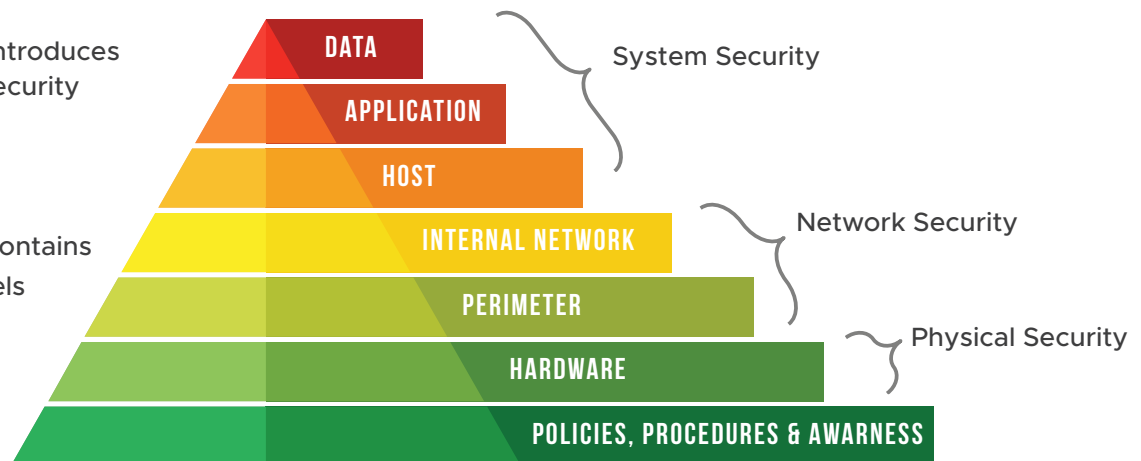 ntroduces
ecurity
ontains
els
DATA
APPLICATION
HOST
INTERNAL NETWORK
PERIMETER
HARDWARE
POLICIES, PROCEDURES & AWARNESS
System Security
Network Security
Physical Security